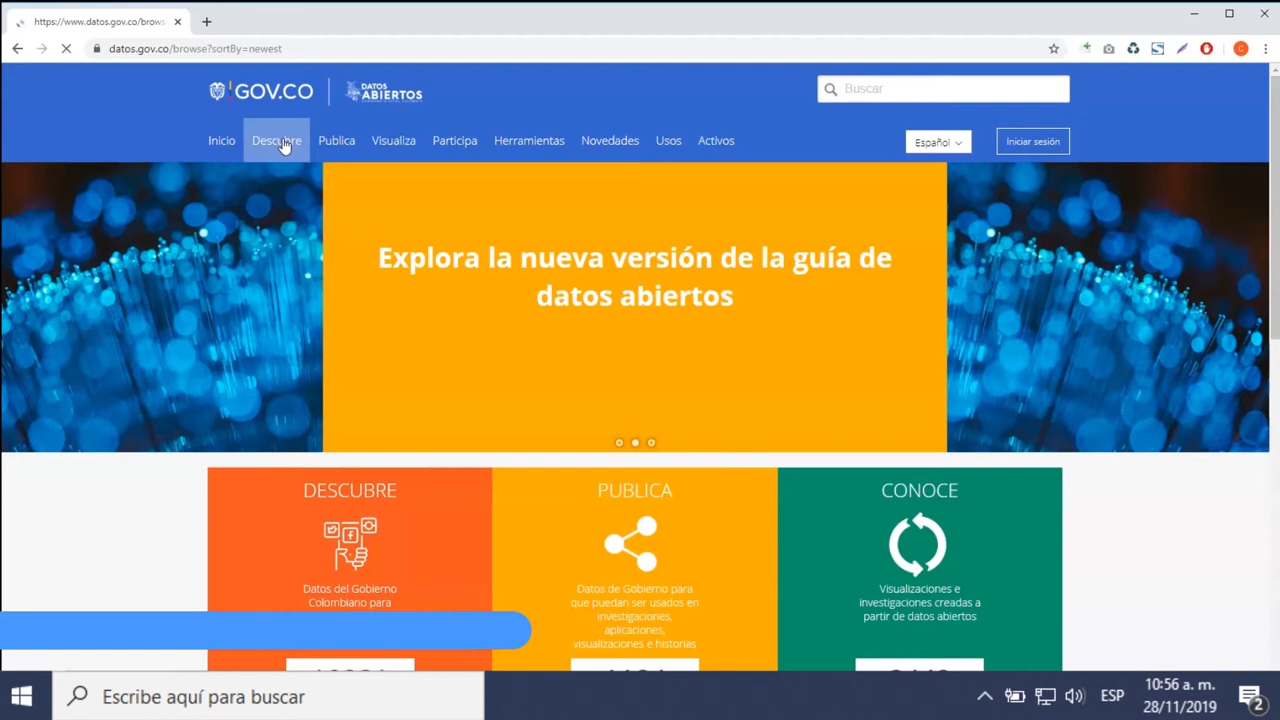 https://www.datos.gov.co/brows
datos.gov.co/browse?sortBy=newest
C
GOV.CO
DATOS
ABIERTOS
Buscar
Inicio
Descubre
Publica
Visualiza
Participa
Herramientas
Novedades
Usos
Activos
Español
Iniciar sesión
Explora la nueva versión de la guía de
datos abiertos
DESCUBRE
Datos del Gobierno
Colombiano para
PUBLICA
Datos de Gobierno para
que puedan ser usados en
investigaciones,
aplicaciones,
visualizaciones e historias
CONOCE
Visualizaciones e
investigaciones creadas a
partir de datos abiertos
Escribe aquí para buscar
ESP
10:56 a. m.
28/11/2019
2